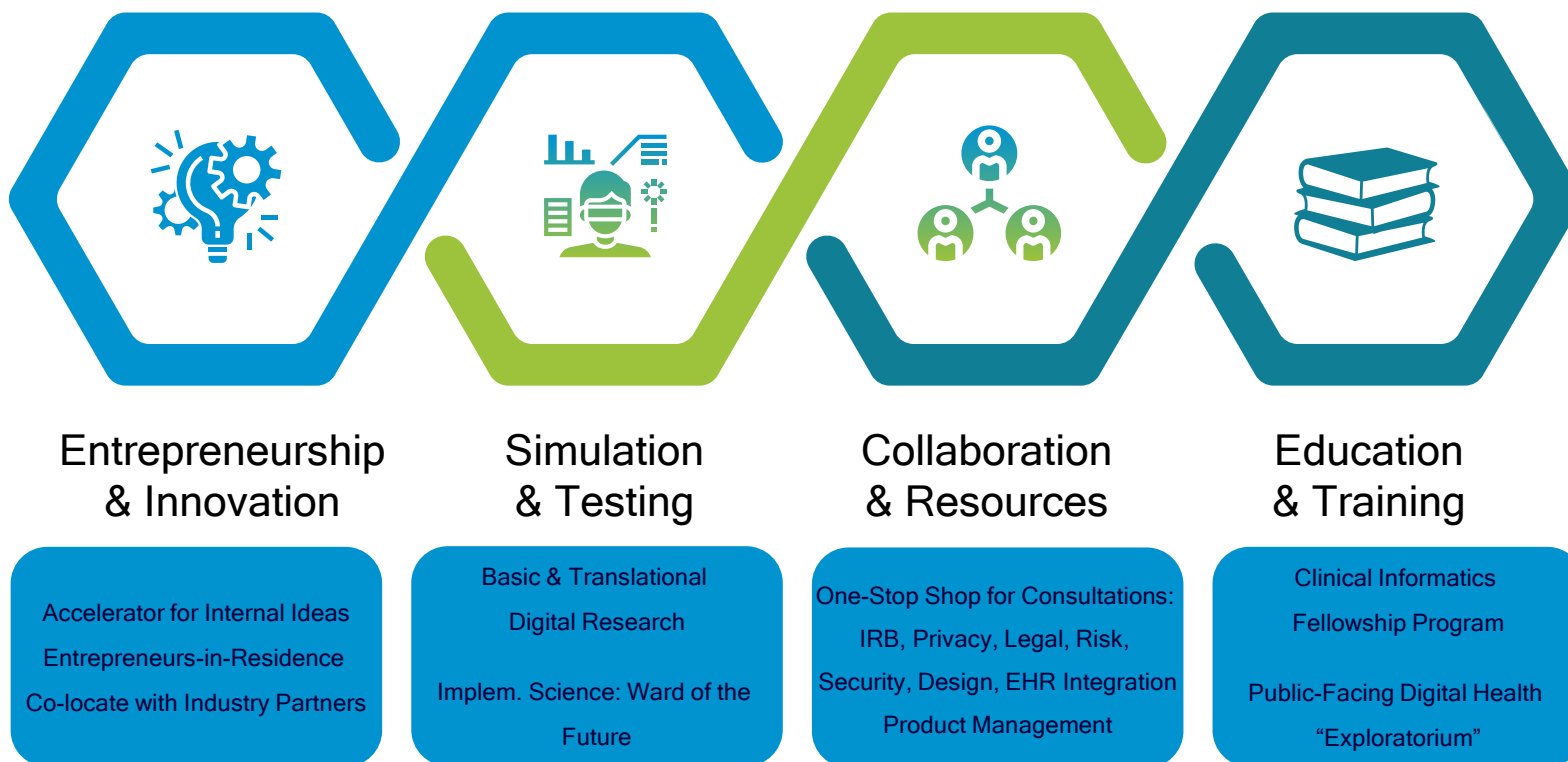 Entrepreneurship
& Innovation
Simulation
& Testing
Collaboration
& Resources
Education
& Training
Accelerator for Internal Ideas
Entrepreneurs-in-Residence
Co-locate with Industry Partners
Basic & Translational
Digital Research
Implem. Science: Ward of the
Future
One-Stop Shop for Consultations:
IRB, Privacy, Legal, Risk,
Security, Design, EHR Integration
Product Management
Clinical Informatics
Fellowship Program
Public-Facing Digital Health
“Exploratorium”